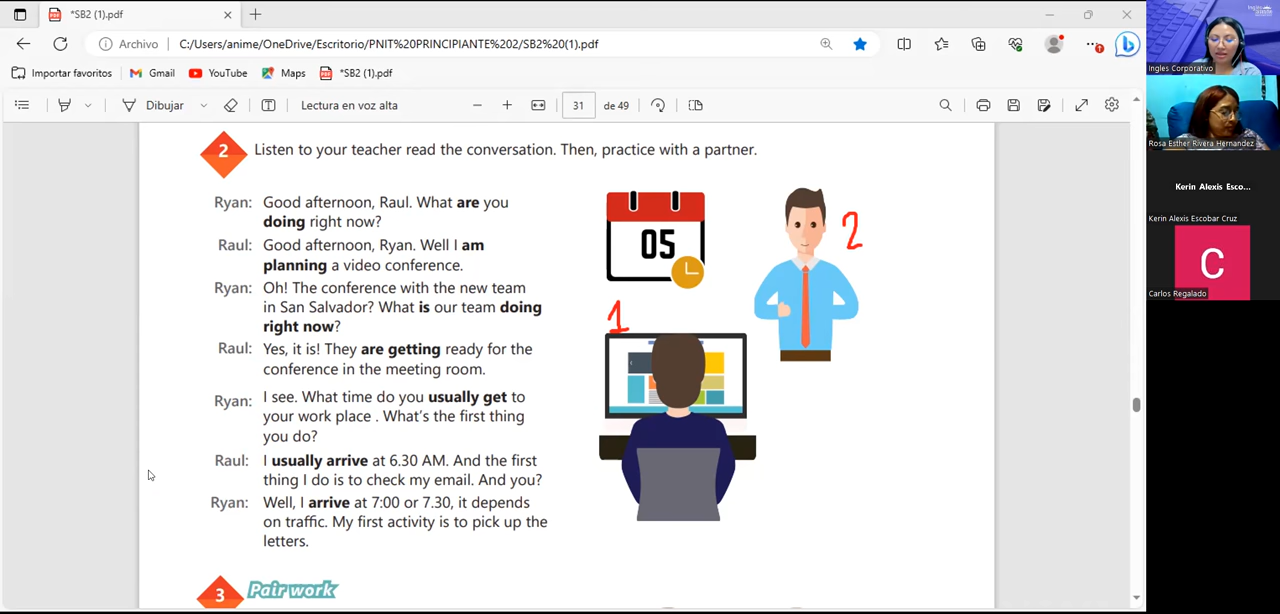 *SB2 (1).pdf
Archivo C:/Users/anime/OneDrive/Escritorio/PNIT%20PRINCIPIANTE%202/SB2%20(1).pdf
Importar favoritos Gmail YouTube Maps *SB2 (1).pdf
Dibujar Lectura en voz alta 31 de 49
2 Listen to your teacher read the conversation. Then, practice with a partner.
Ryan: Good afternoon, Raul. What are you
doing right now?
Raul: Good afternoon, Ryan. Well I am
planning a video conference.
Ryan: Oh! The conference with the new team
in San Salvador? What is our team doing
right now?
Raul: Yes, it is! They are getting ready for the
conference in the meeting room.
Ryan: I see. What time do you usually get to
your work place . What's the first thing
you do?
Raul: I usually arrive at 6.30 AM. And the first
thing I do is to check my email. And you?
Ryan: Well, I arrive at 7:00 or 7.30, it depends
on traffic. My first activity is to pick up the
letters.
05
2
1
3 Pair work
Ingles Corporativo
Rosa Esther Rivera Hernandez
Kerin Alexis Esco...
Kerin Alexis Escobar Cruz
C
Carlos Regalado